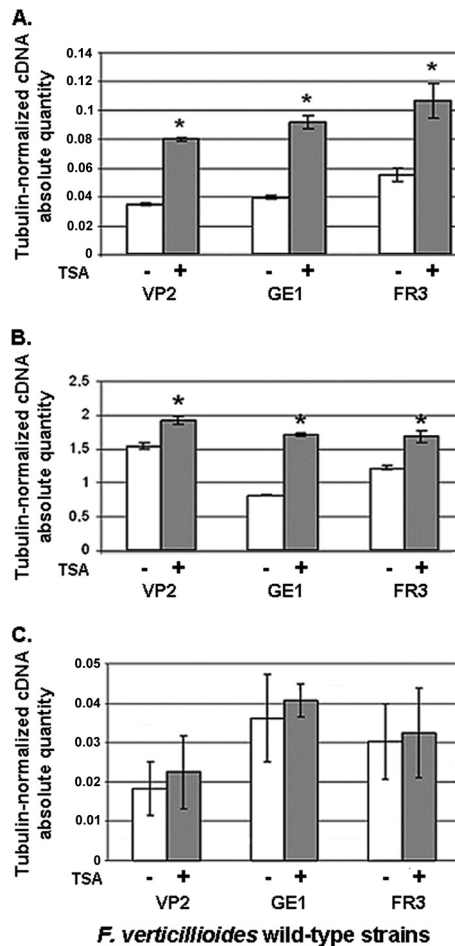 A.
Tubulin-normalized cDNA
absolute quantity
0.14
0.12
0.1
0.08
0.06
0.04
0.02
0
* * *
TSA - + - + - +
VP2 GE1 FR3
B.
Tubulin-normalized cDNA
absolute quantity
2.5
2
1.5
1
0.5
0
* * *
TSA - + - + - +
VP2 GE1 FR3
C.
Tubulin-normalized cDNA
absolute quantity
0.05
0.04
0.03
0.02
0.01
0
TSA - + - + - +
VP2 GE1 FR3
F. verticillioides wild-type strains